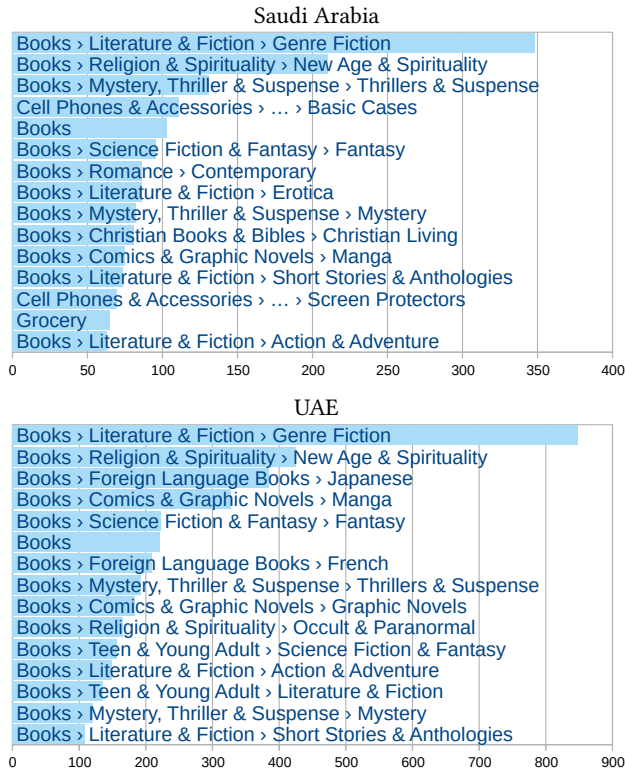 Saudi Arabia
Books › Literature & Fiction › Genre Fiction
Books › Religion & Spirituality › New Age & Spirituality
Books › Mystery, Thriller & Suspense › Thrillers & Suspense
Cell Phones & Accessories › … › Basic Cases
Books
Books › Science Fiction & Fantasy › Fantasy
Books › Romance › Contemporary
Books › Literature & Fiction › Erotica
Books › Mystery, Thriller & Suspense › Mystery
Books › Christian Books & Bibles › Christian Living
Books › Comics & Graphic Novels › Manga
Books › Literature & Fiction › Short Stories & Anthologies
Cell Phones & Accessories › … › Screen Protectors
Grocery
Books › Literature & Fiction › Action & Adventure
0 50 100 150 200 250 300 350 400
UAE
Books › Literature & Fiction › Genre Fiction
Books › Religion & Spirituality › New Age & Spirituality
Books › Foreign Language Books › Japanese
Books › Comics & Graphic Novels › Manga
Books › Science Fiction & Fantasy › Fantasy
Books
Books › Foreign Language Books › French
Books › Mystery, Thriller & Suspense › Thrillers & Suspense
Books › Comics & Graphic Novels › Graphic Novels
Books › Religion & Spirituality › Occult & Paranormal
Books › Teen & Young Adult › Science Fiction & Fantasy
Books › Literature & Fiction › Action & Adventure
Books › Teen & Young Adult › Literature & Fiction
Books › Mystery, Thriller & Suspense › Mystery
Books › Literature & Fiction › Short Stories & Anthologies
0 100 200 300 400 500 600 700 800 900